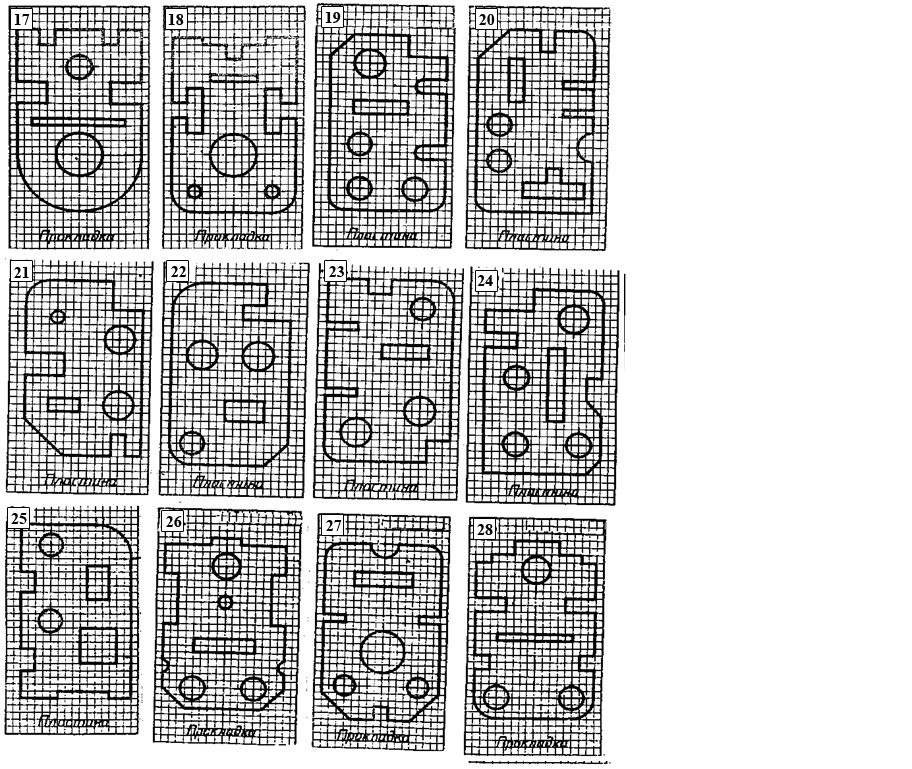 17
18
19
20
Прокладка
Прокладка
Пластина
Пластина
21
22
23
24
Пластина
Пластина
Пластина
Пластина
25
26
27
28
Пластина
Прокладка
Прокладка
Прокладка